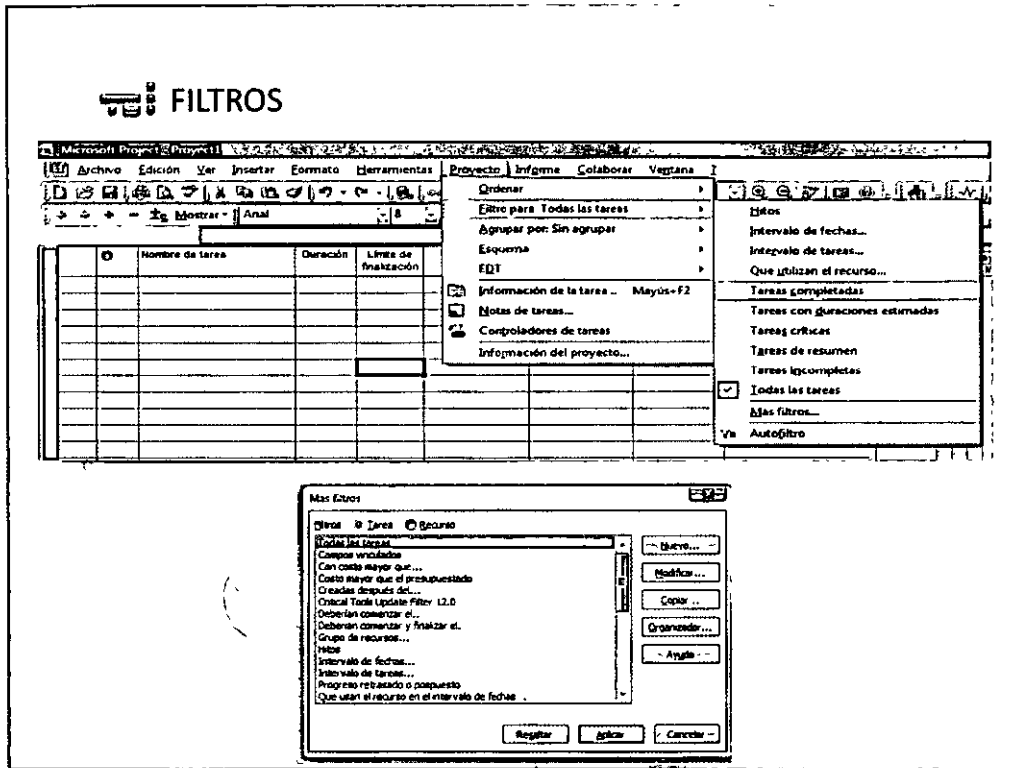 FILTROS
Microsoft Project - Project1
Archivo Edición Ver Insertar Formato Herramientas Proyecto Informe Colaborar Ventana
Mostrar Arial 8
Nombre de tarea Duración Límite de finalización
Ordenar
Filtro para Todas las tareas
Agrupar por: Sin agrupar
Esquema
EDT
Información de la tarea .. Mayús+F2
Notas de tareas...
Controladores de tareas
Información del proyecto...
Hitos
Intervalo de fechas...
Intervalo de tareas...
Que utilizan el recurso...
Tareas completadas
Tareas con duraciones estimadas
Tareas críticas
Tareas de resumen
Tareas incompletas
Todas las tareas
Mas filtros...
Autofiltro
Mas filtros
Filtros Tarea Recurso
Todas las tareas
Campos vinculados
Con costo mayor que...
Costo mayor que el presupuestado
Creadas después del...
Critical Tools Update Filter 12.0
Deberían comenzar el..
Deberían comenzar y finalizar el..
Grupo de recursos...
Hitos
Intervalo de fechas...
Intervalo de tareas...
Progreso retrasado o pospuesto
Que usan el recurso en el intervalo de fechas .
Nuevo...
Modificar...
Copiar ..
Organizador...
Ayuda
Resaltar Aplicar Cancelar